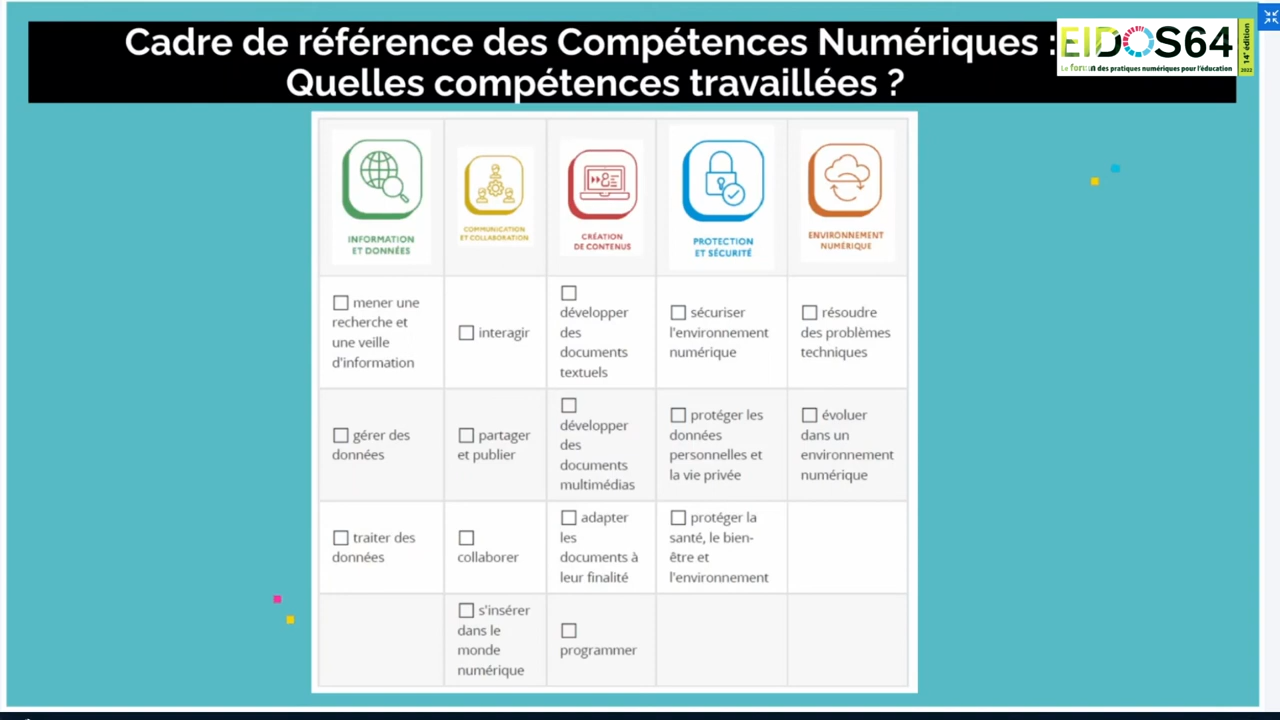 Cadre de référence des Compétences Numériques :
Quelles compétences travaillées ?
EIDOS64
Le forum des pratiques numériques pour l'éducation
14e édition
2022
INFORMATION
ET DONNÉES
COMMUNICATION
ET COLLABORATION
CRÉATION
DE CONTENUS
PROTECTION
ET SÉCURITÉ
ENVIRONNEMENT
NUMÉRIQUE
mener une
recherche et
une veille
d'information
interagir
développer
des
documents
textuels
sécuriser
l'environnement
numérique
résoudre
des problèmes
techniques
gérer des
données
partager
et publier
développer
des
documents
multimédias
protéger les
données
personnelles et
la vie privée
évoluer
dans un
environnement
numérique
traiter des
données
collaborer
adapter
les
documents à
leur finalité
protéger la
santé, le bien-
être et
l'environnement
s'insérer
dans le
monde
numérique
programmer